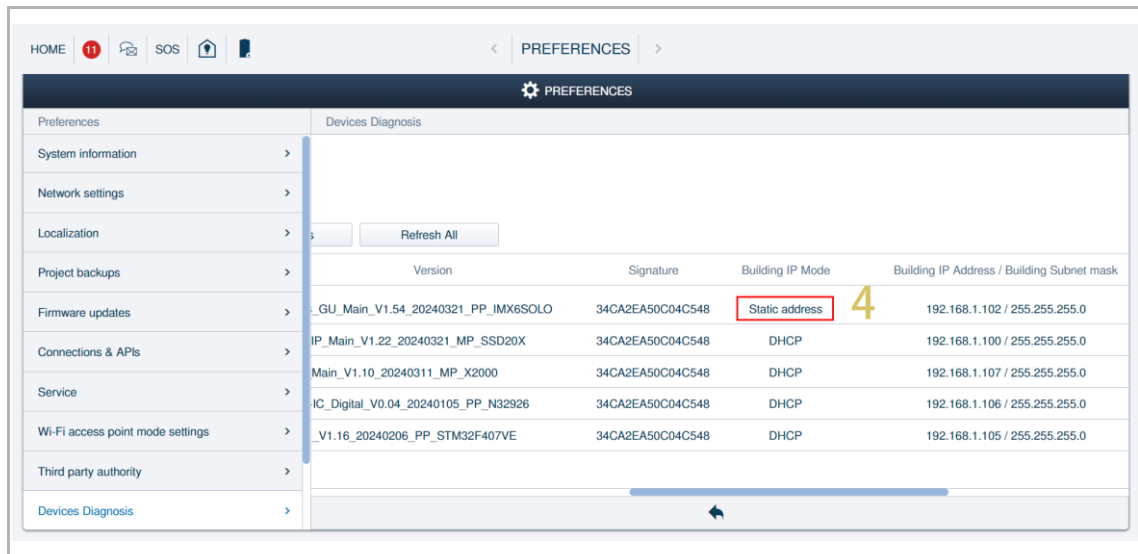 HOME 11 SOS < PREFERENCES >
PREFERENCES
Preferences
Devices Diagnosis
System information
Network settings
Localization
Project backups
Firmware updates
Connections & APIs
Service
Wi-Fi access point mode settings
Third party authority
Devices Diagnosis
s Refresh All
Version Signature Building IP Mode Building IP Address / Building Subnet mask
_GU_Main_V1.54_20240321_PP_IMX6SOLO 34CA2EA50C04C548 Static address 4 192.168.1.102 / 255.255.255.0
IP_Main_V1.22_20240321_MP_SSD20X 34CA2EA50C04C548 DHCP 192.168.1.100 / 255.255.255.0
Main_V1.10_20240311_MP_X2000 34CA2EA50C04C548 DHCP 192.168.1.107 / 255.255.255.0
-IC_Digital_V0.04_20240105_PP_N32926 34CA2EA50C04C548 DHCP 192.168.1.106 / 255.255.255.0
_V1.16_20240206_PP_STM32F407VE 34CA2EA50C04C548 DHCP 192.168.1.105 / 255.255.255.0